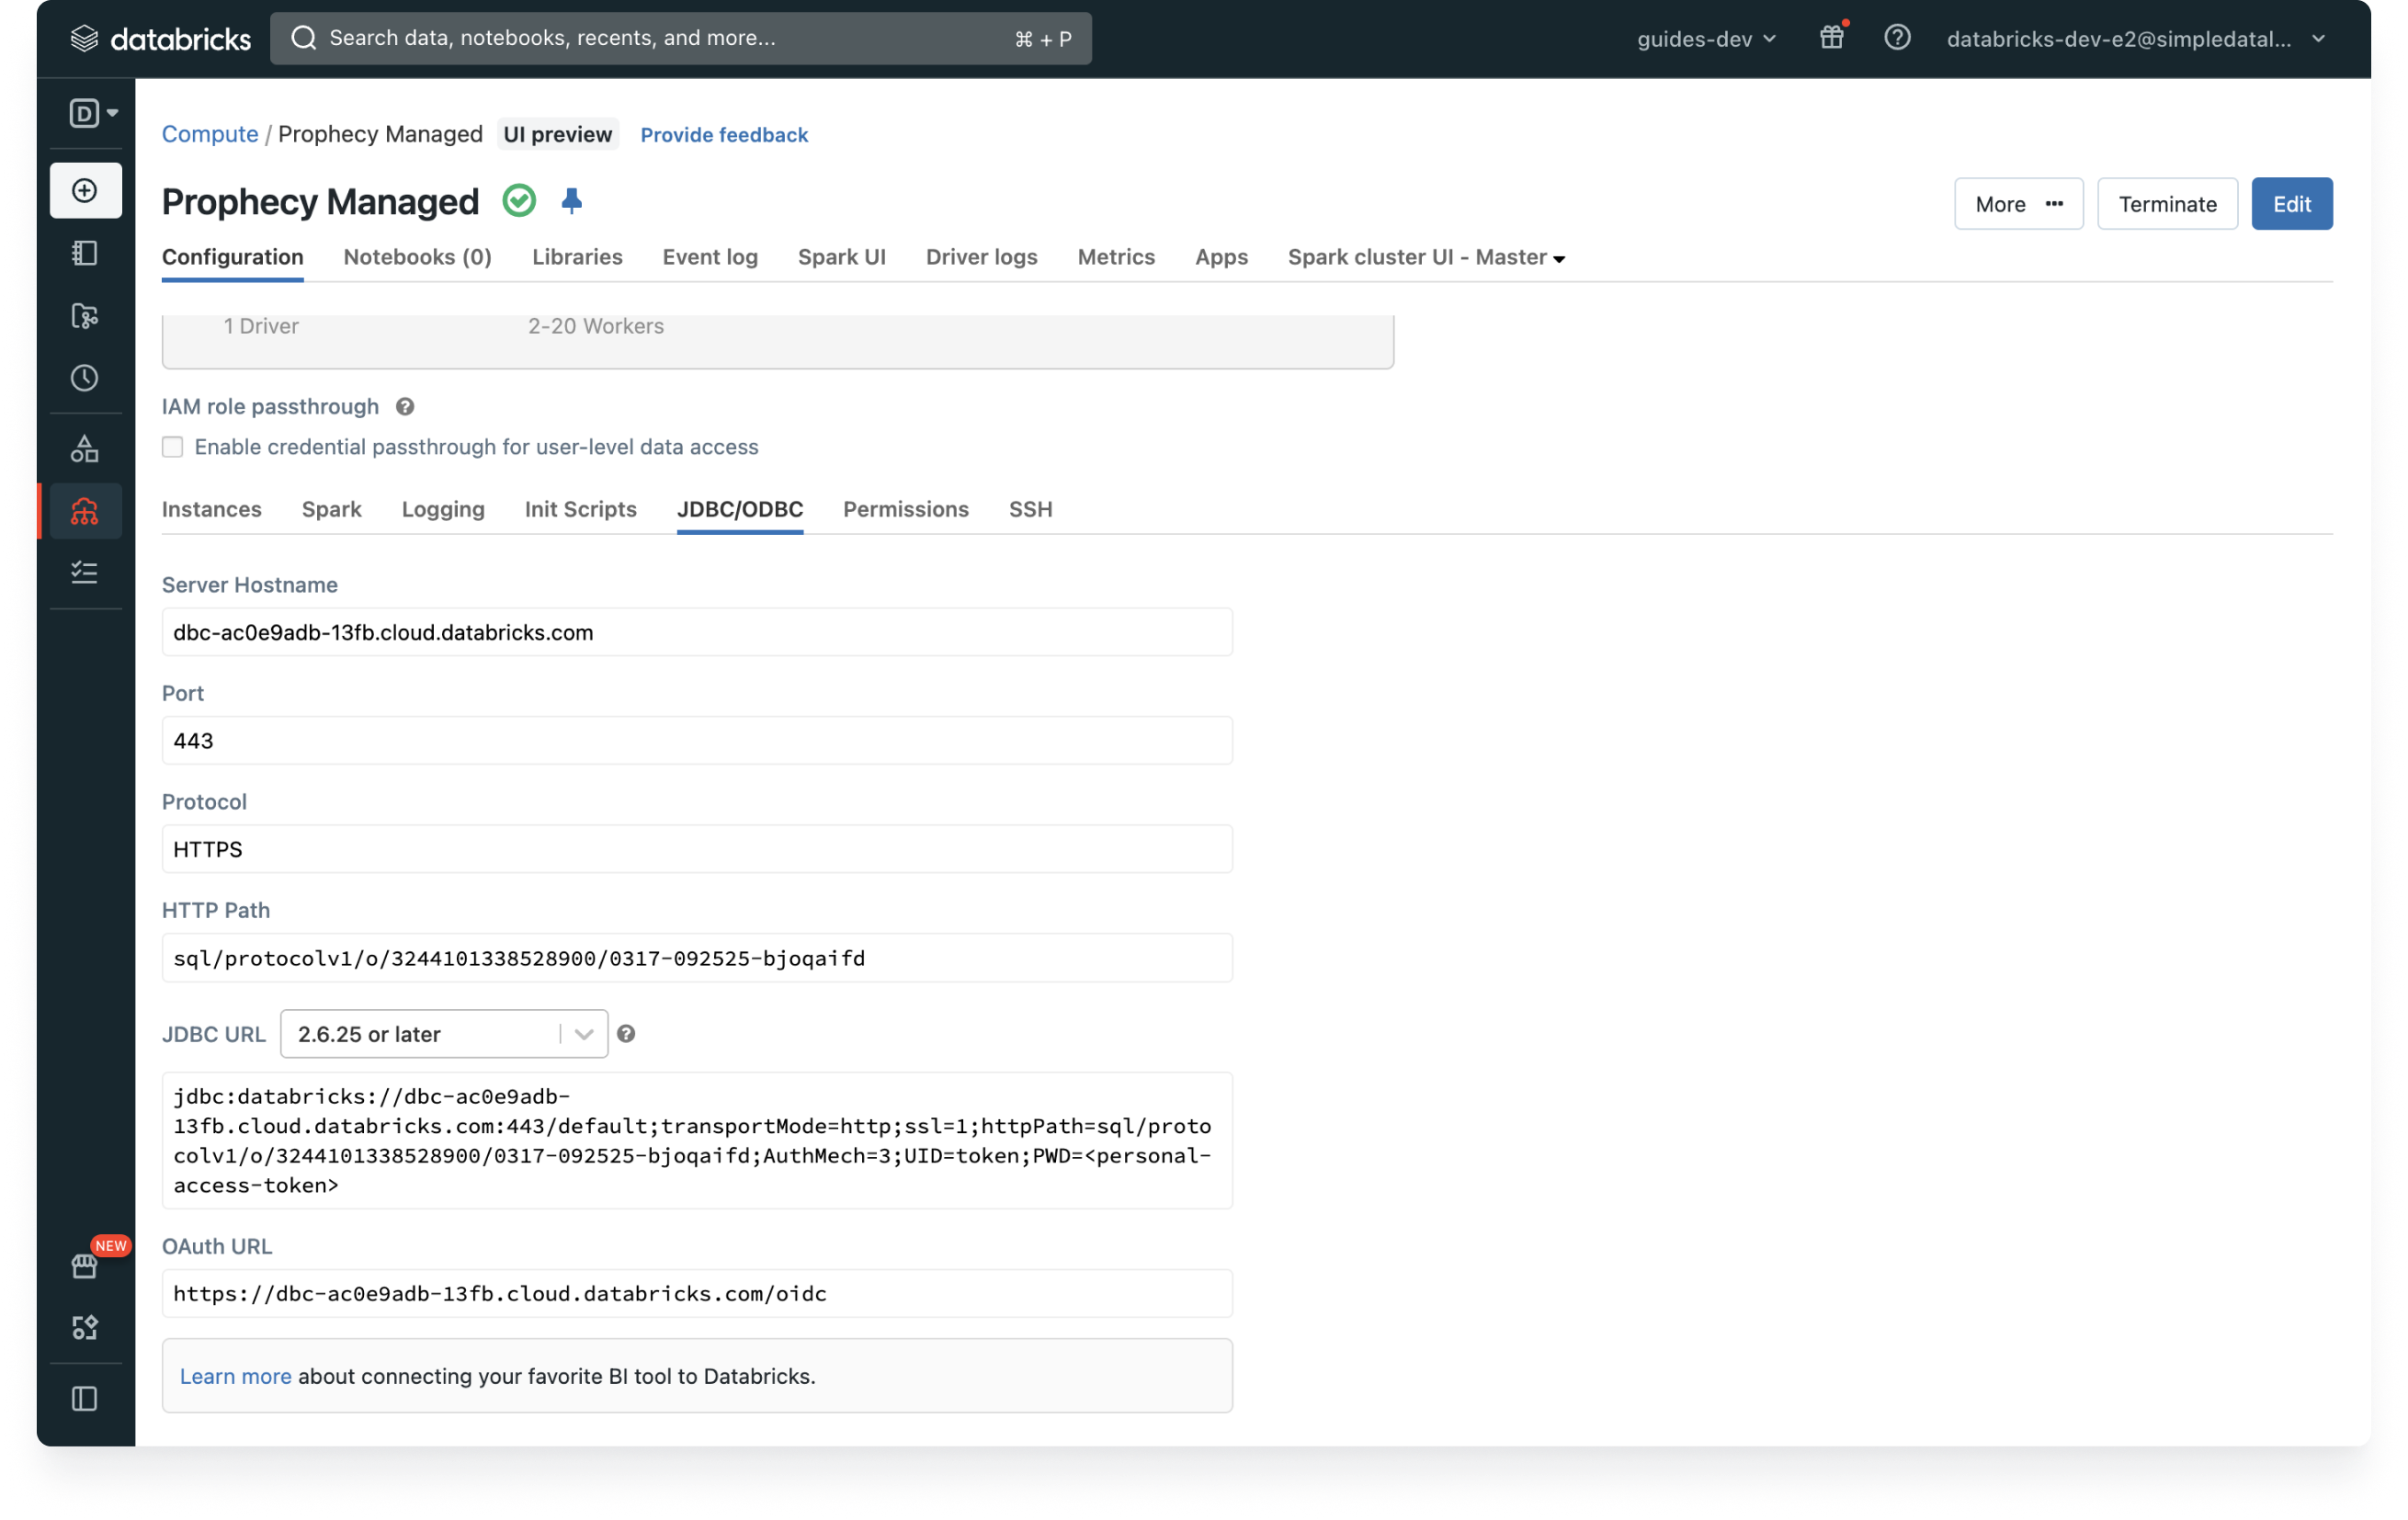 databricks
Search data, notebooks, recents, and more...
⌘ + P
guides-dev
databricks-dev-e2@simpledatal...
D
Compute / Prophecy Managed UI preview Provide feedback
Prophecy Managed
More ···
Terminate
Edit
Configuration Notebooks (0) Libraries Event log Spark UI Driver logs Metrics Apps Spark cluster UI - Master
1 Driver 2-20 Workers
IAM role passthrough ?
Enable credential passthrough for user-level data access
Instances Spark Logging Init Scripts JDBC/ODBC Permissions SSH
Server Hostname
dbc-ac0e9adb-13fb.cloud.databricks.com
Port
443
Protocol
HTTPS
HTTP Path
sql/protocolv1/o/3244101338528900/0317-092525-bjoqaifd
JDBC URL 2.6.25 or later ?
jdbc:databricks://dbc-ac0e9adb-
13fb.cloud.databricks.com:443/default;transportMode=http;ssl=1;httpPath=sql/proto
colv1/o/3244101338528900/0317-092525-bjoqaifd;AuthMech=3;UID=token;PWD=<personal-
access-token>
NEW
OAuth URL
https://dbc-ac0e9adb-13fb.cloud.databricks.com/oidc
Learn more about connecting your favorite BI tool to Databricks.